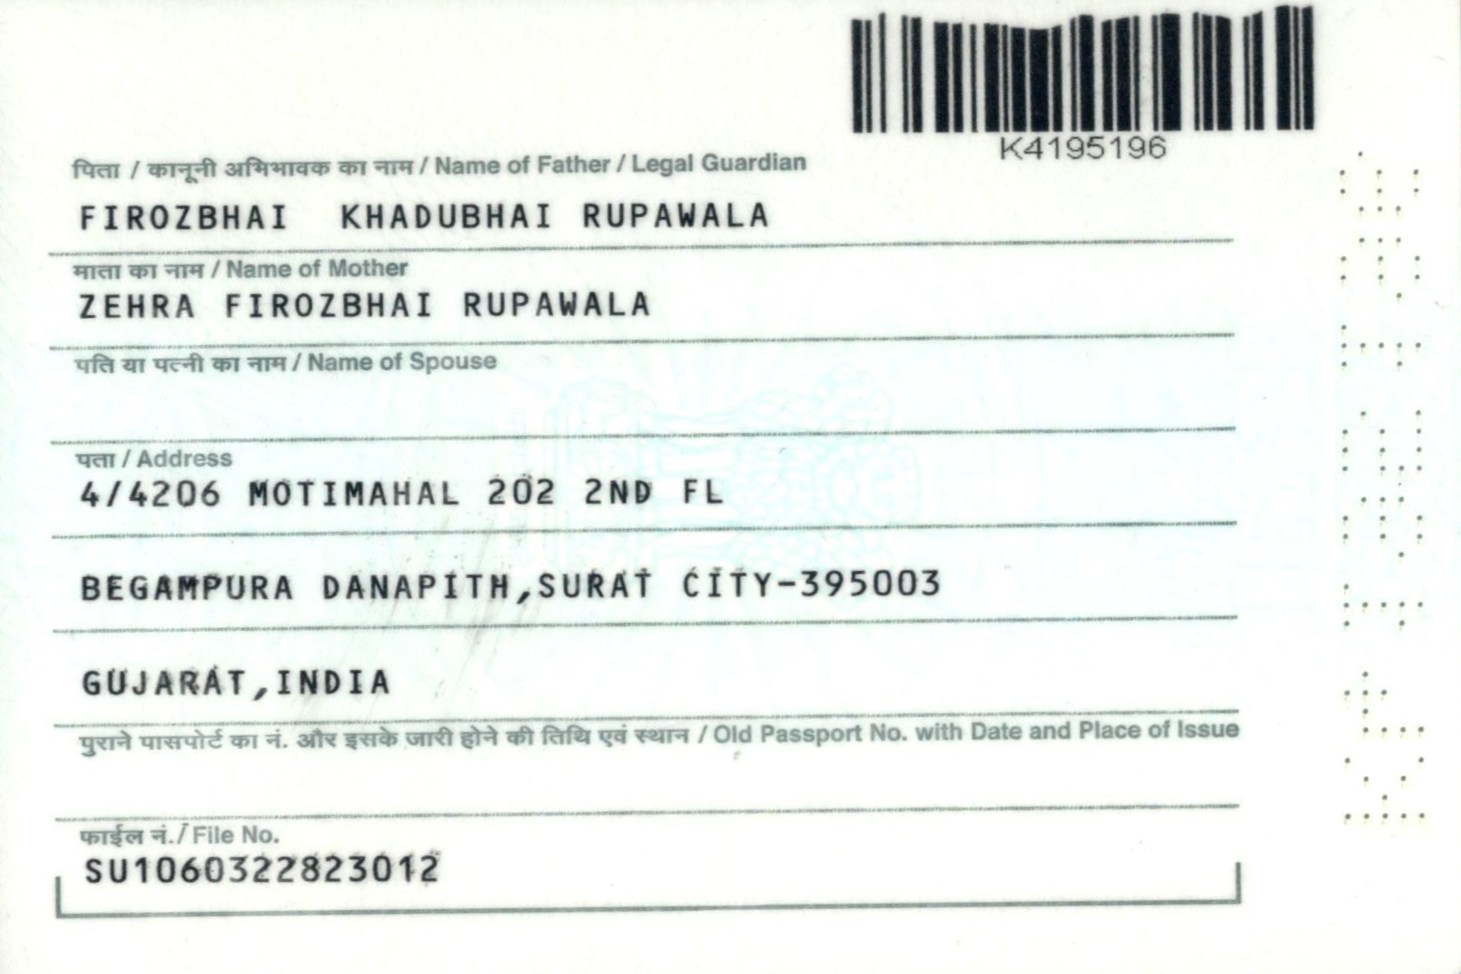 K4195196
पिता / कानूनी अभिभावक का नाम / Name of Father / Legal Guardian
FIROZBHAI KHADUBHAI RUPAWALA
माता का नाम / Name of Mother
ZEHRA FIROZBHAI RUPAWALA
पति या पत्नी का नाम / Name of Spouse
पता / Address
4/4206 MOTIMAHAL 202 2ND FL
BEGAMPURA DANAPITH,SURAT CITY-395003
GUJARAT,INDIA
पुराने पासपोर्ट का नं. और इसके जारी होने की तिथि एवं स्थान / Old Passport No. with Date and Place of Issue
फाईल नं./ File No.
SU1060322823012
K4195196